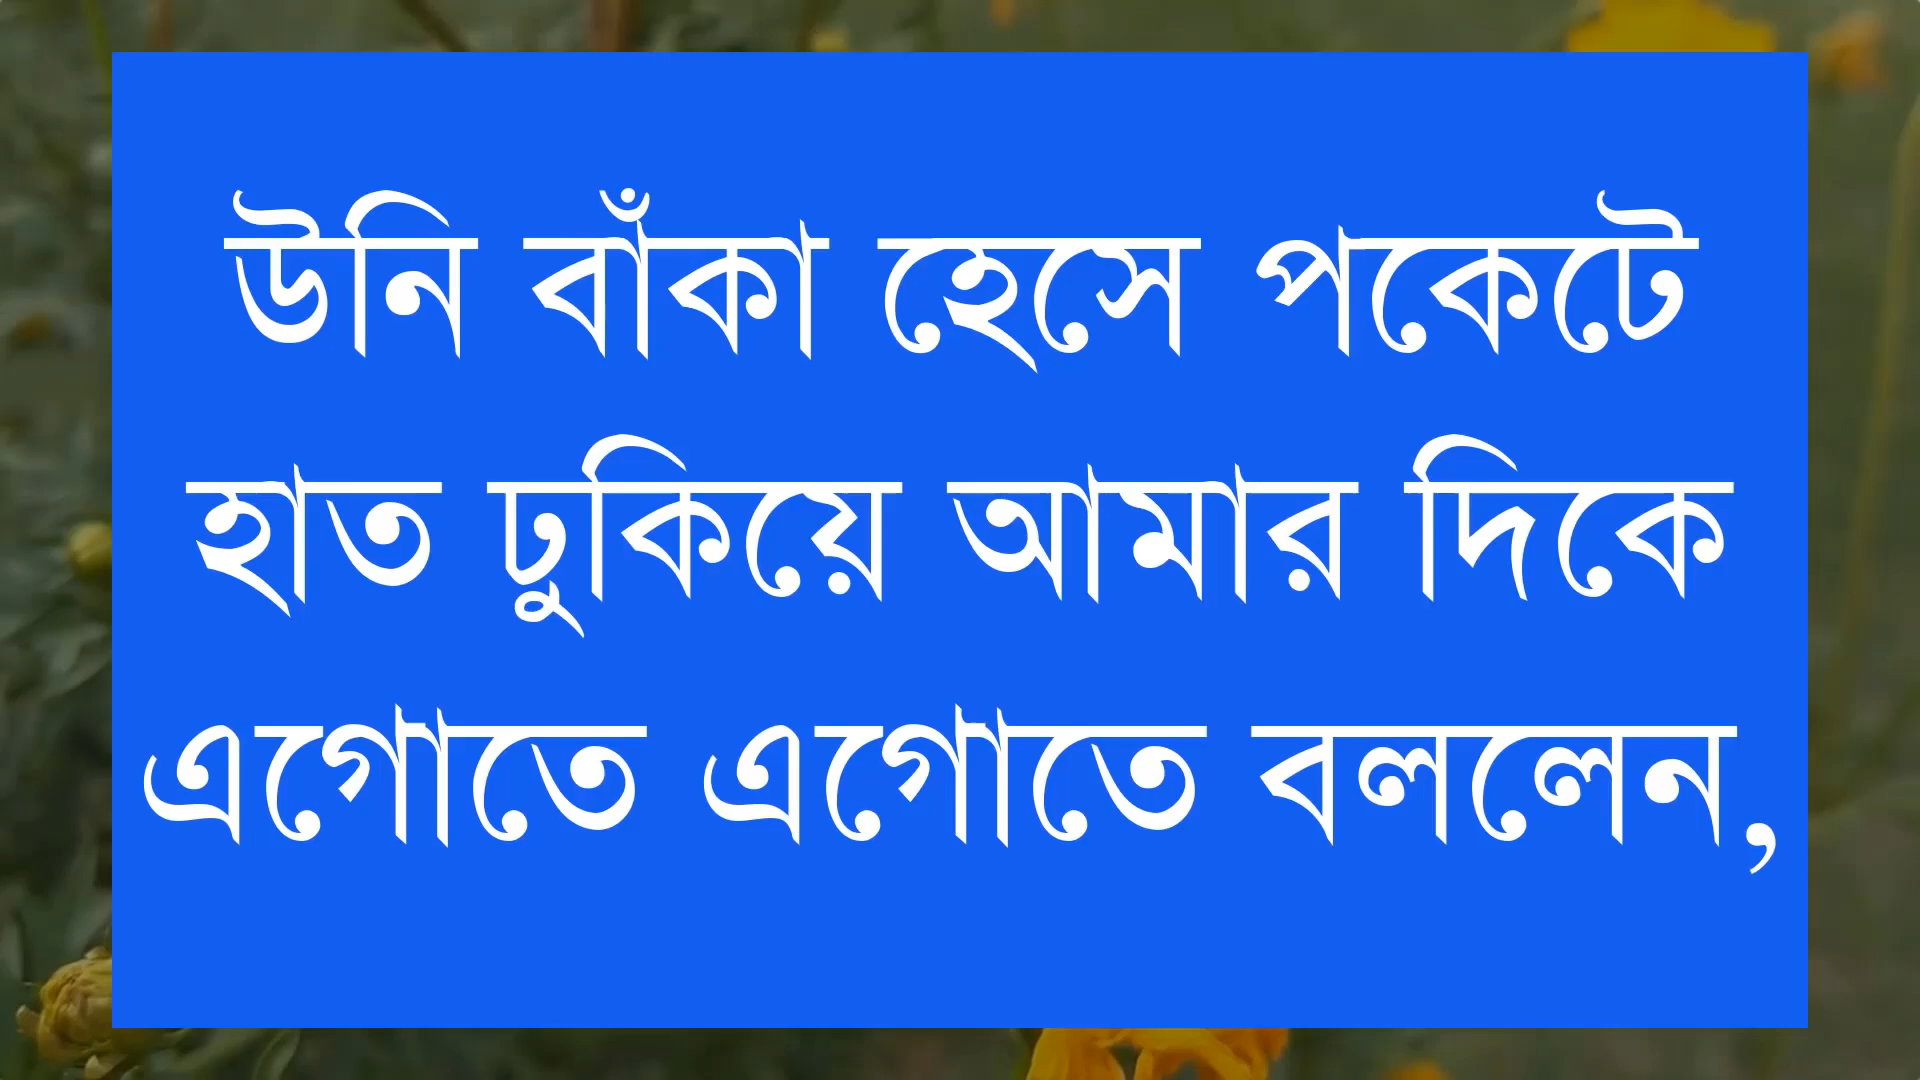 উনি বাঁকা হেসে পকেটে
হাত ঢুকিয়ে আমার দিকে
এগোতে এগোতে বললেন,